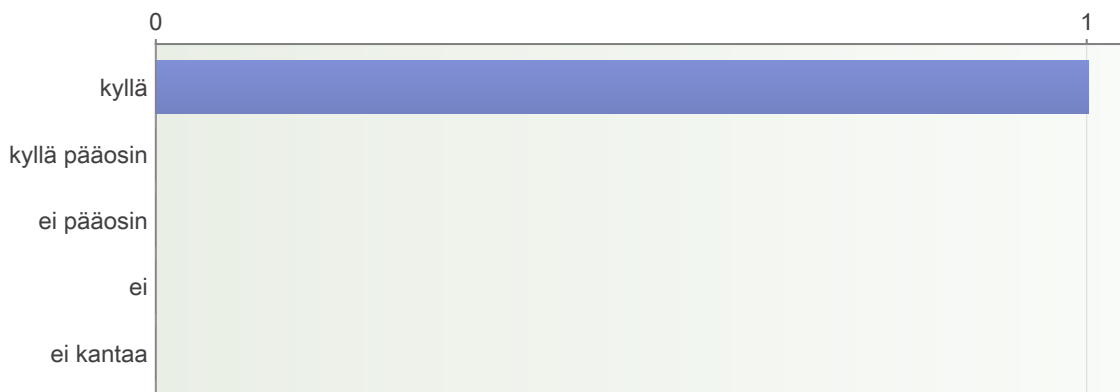 0 1
kyllä
kyllä pääosin
ei pääosin
ei
ei kantaa